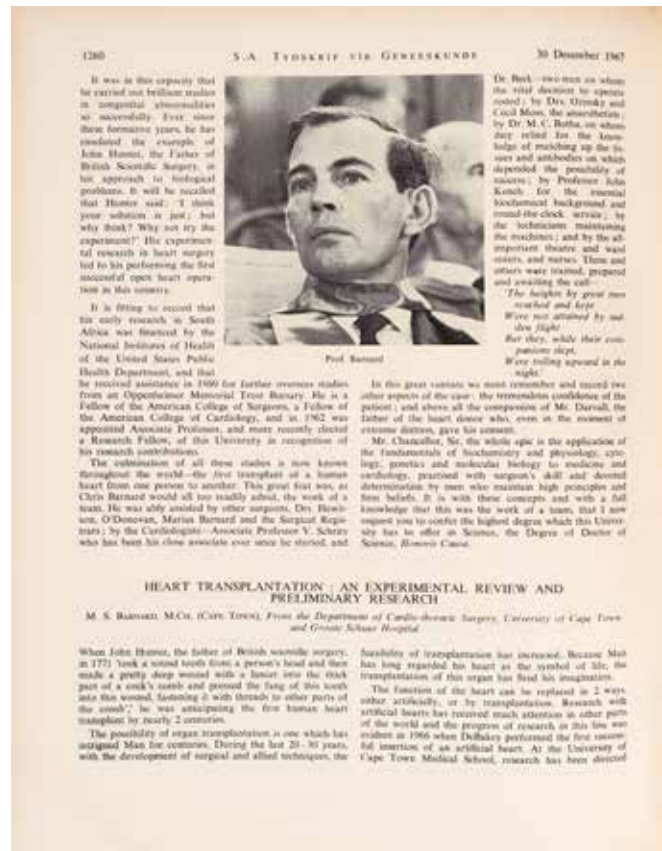 1260
S.A. TYDSKRIF VIR GENEESKUNDE
30 Desember 1967
It was in this capacity that
he carried out brilliant studies
in congenital abnormalities
so successfully. Ever since
these formative years, he has
emulated the example of
John Hunter, the Father of
British Scientific Surgery, in
his approach to biological
problems. It will be recalled
that Hunter said: 'I think
your solution is just; but
why think? Why not try the
experiment?' His experimen-
tal research in heart surgery
led to his performing the first
successful open heart opera-
tion in this country.
It is fitting to record that
his early research in South
Africa was financed by the
National Institutes of Health
of the United States Public
Health Department, and that
he received assistance in 1960 for further overseas studies
from an Oppenheimer Memorial Trust Bursary. He is a
Fellow of the American College of Surgeons, a Fellow of
the American College of Cardiology, and in 1962 was
appointed Associate Professor, and more recently elected
a Research Fellow, of this University in recognition of
his research contributions.
The culmination of all these studies is now known
throughout the world—the first transplant of a human
heart from one person to another. This great feat was, as
Chris Barnard would all too readily admit, the work of a
team. He was ably assisted by other surgeons, Drs. Hewit-
son, O'Donovan, Marius Barnard and the Surgical Regis-
trars; by the Cardiologists—Associate Professor V. Schrire
who has been his close associate ever since he started, and
Prof. Barnard
Dr. Beck—two men on whom
the vital decision to operate
rested; by Drs. Ozinsky and
Cecil Moss, the anaesthetists;
by Dr. M. C. Botha, on whom
they relied for the know-
ledge of matching up the tis-
sues and antibodies on which
depended the possibility of
success; by Professor John
Kench for the essential
biochemical background and
round-the-clock service; by
the technicians maintaining
the machines; and by the all-
important theatre and ward
sisters, and nurses. These and
others were trained, prepared
and awaiting the call—
'The heights by great men
reached and kept
Were not attained by sud-
den flight
But they, while their com-
panions slept,
Were toiling upward in the
night.'
In this great venture we must remember and record two
other aspects of the case: the tremendous confidence of the
patient; and above all the compassion of Mr. Darvall, the
father of the heart donor who, even in the moment of
extreme distress, gave his consent.
Mr. Chancellor, Sir, the whole epic is the application of
the fundamentals of biochemistry and physiology, cyto-
logy, genetics and molecular biology to medicine and
cardiology, practised with surgeon's skill and devoted
determination by men who maintain high principles and
firm beliefs. It is with these concepts and with a full
knowledge that this was the work of a team, that I now
request you to confer the highest degree which this Univer-
sity has to offer in Science, the Degree of Doctor of
Science, Honoris Causa.
HEART TRANSPLANTATION : AN EXPERIMENTAL REVIEW AND
PRELIMINARY RESEARCH
M. S. BARNARD, M.CH. (CAPE TOWN), From the Department of Cardio-thoracic Surgery, University of Cape Town
and Groote Schuur Hospital
When John Hunter, the father of British scientific surgery,
in 1771 'took a sound tooth from a person's head and then
made a pretty deep wound with a lancet into the thick
part of a cock's comb and pressed the fang of this tooth
into this wound, fastening it with threads to other parts of
the comb', he was anticipating the first human heart
transplant by nearly 2 centuries.
The possibility of organ transplantation is one which has
intrigued Man for centuries. During the last 20-30 years,
with the development of surgical and allied techniques, the
feasibility of transplantation has increased. Because Man
has long regarded his heart as the symbol of life, the
transplantation of this organ has fired his imagination.
The function of the heart can be replaced in 2 ways
either artificially, or by transplantation. Research with
artificial hearts has received much attention in other parts
of the world and the progress of research in this line was
evident in 1966 when DeBakey performed the first success-
ful insertion of an artificial heart. At the University of
Cape Town Medical School, research has been directed